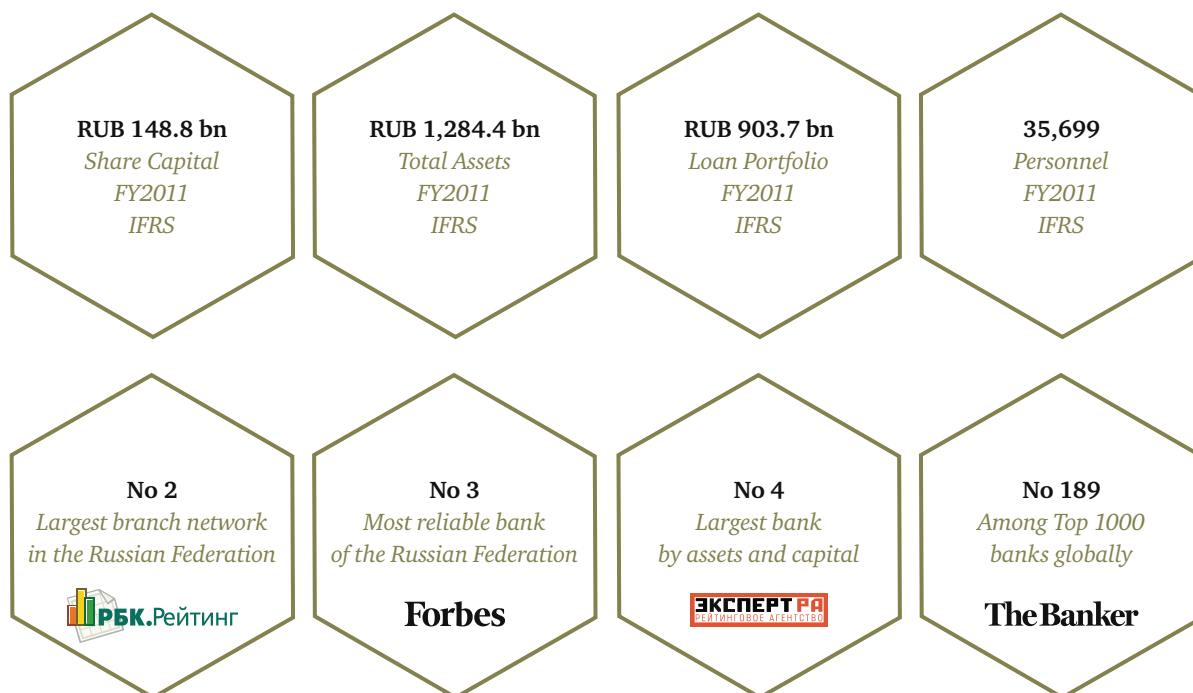 RUB 148.8 bn
Share Capital
FY2011
IFRS
RUB 1,284.4 bn
Total Assets
FY2011
IFRS
RUB 903.7 bn
Loan Portfolio
FY2011
IFRS
35,699
Personnel
FY2011
IFRS
No 2
Largest branch network
in the Russian Federation
РБК.Рейтинг
No 3
Most reliable bank
of the Russian Federation
Forbes
No 4
Largest bank
by assets and capital
ЭКСПЕРТ РА
РЕЙТИНГОВОЕ АГЕНТСТВО
No 189
Among Top 1000
banks globally
The Banker